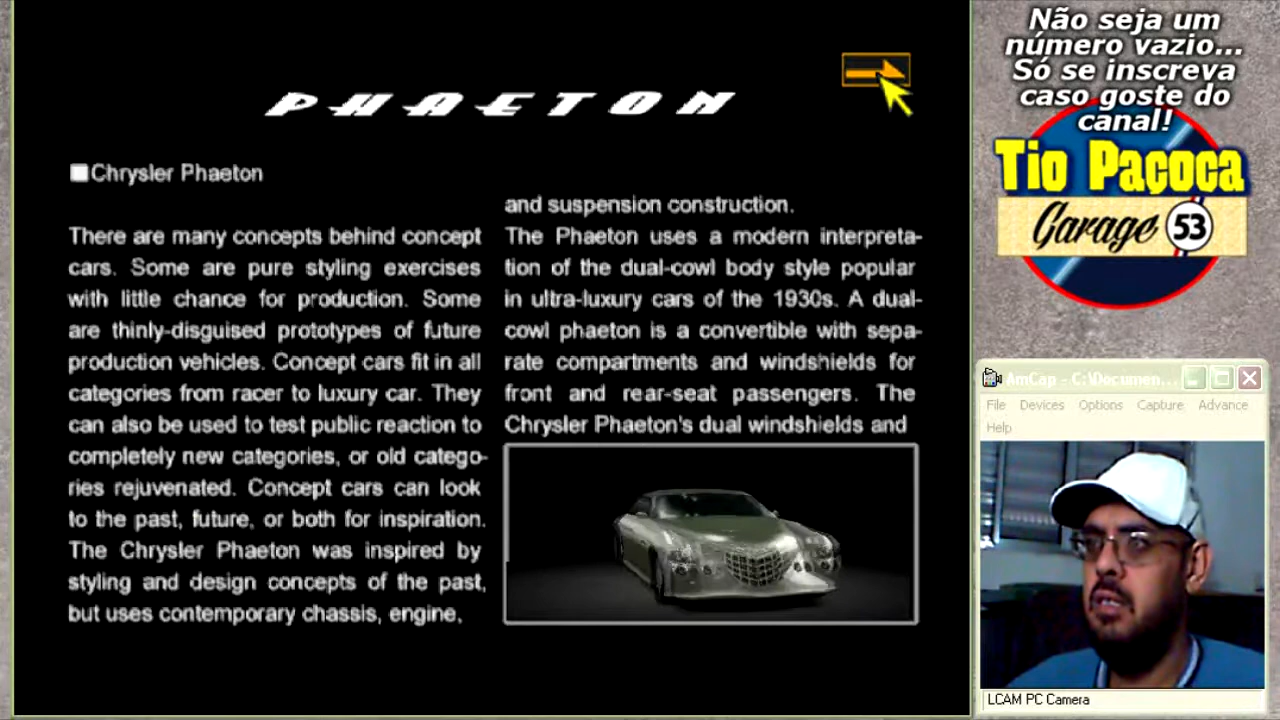 PHAETON
Chrysler Phaeton
There are many concepts behind concept
cars. Some are pure styling exercises
with little chance for production. Some
are thinly-disguised prototypes of future
production vehicles. Concept cars fit in all
categories from racer to luxury car. They
can also be used to test public reaction to
completely new categories, or old catego-
ries rejuvenated. Concept cars can look
to the past, future, or both for inspiration.
The Chrysler Phaeton was inspired by
styling and design concepts of the past,
but uses contemporary chassis, engine,
and suspension construction.
The Phaeton uses a modern interpreta-
tion of the dual-cowl body style popular
in ultra-luxury cars of the 1930s. A dual-
cowl phaeton is a convertible with sepa-
rate compartments and windshields for
front and rear-seat passengers. The
Chrysler Phaeton's dual windshields and
Não seja um
número vazio...
Só se inscreva
caso goste do
canal!
Tio Paçoca
Garage 53
AmCap - C:\Documen...
File Devices Options Capture Advance
Help
LCAM PC Camera